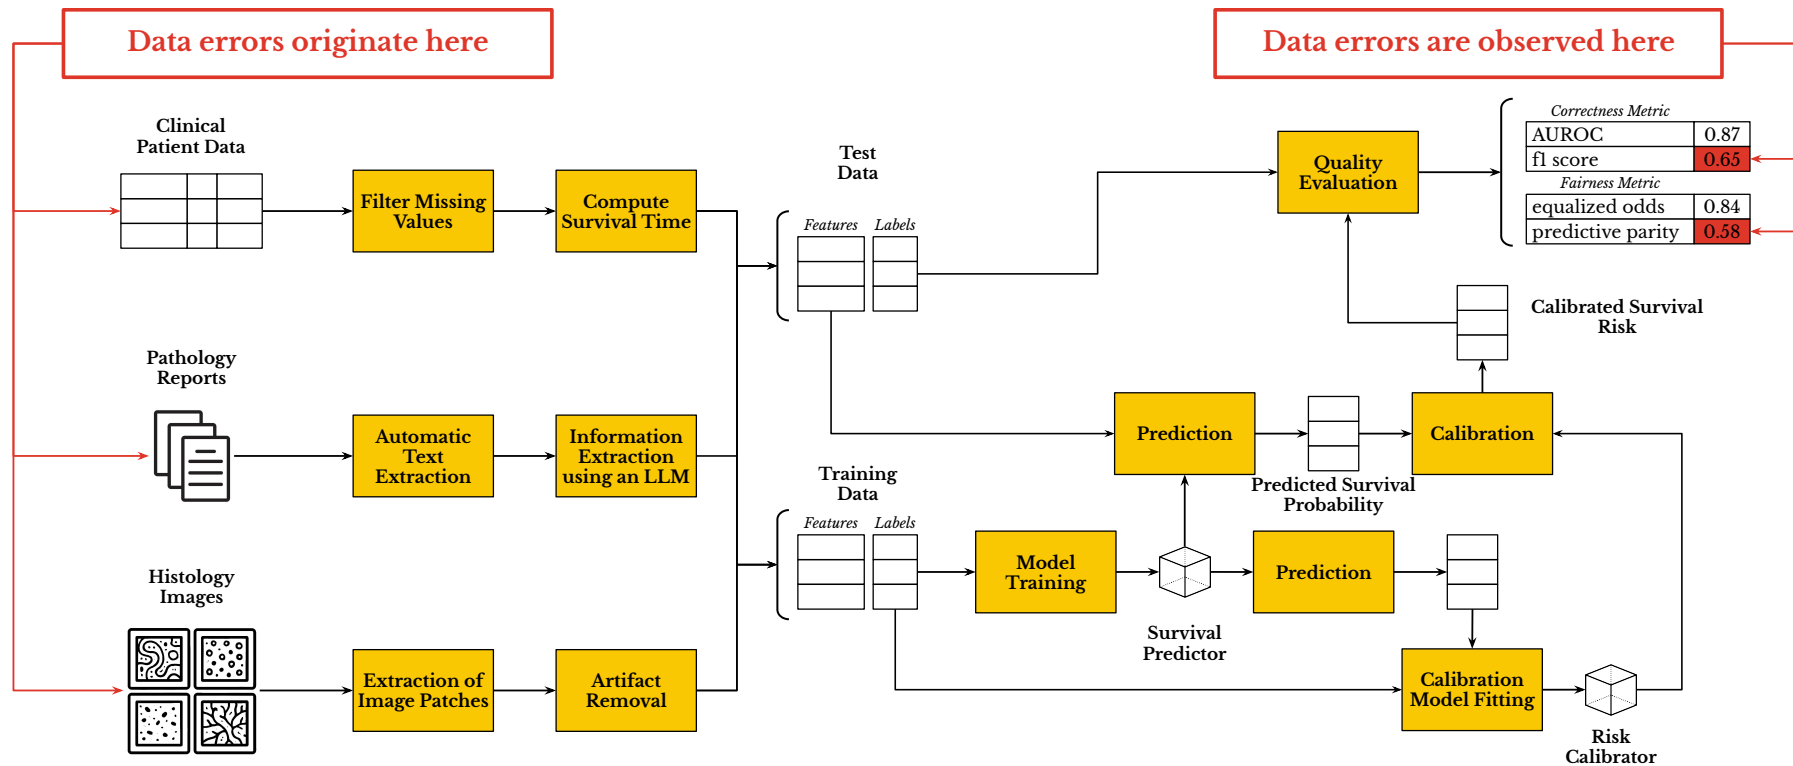 Data errors originate here
Data errors are observed here
Clinical
Patient Data
Filter Missing
Values
Compute
Survival Time
Test
Data
Features
Labels
Quality
Evaluation
Correctness Metric
AUROC 0.87
f1 score 0.65
Fairness Metric
equalized odds 0.84
predictive parity 0.58
Calibrated Survival
Risk
Pathology
Reports
Automatic
Text
Extraction
Information
Extraction
using an LLM
Prediction
Predicted Survival
Probability
Calibration
Training
Data
Features
Labels
Model
Training
Survival
Predictor
Prediction
Histology
Images
Extraction of
Image Patches
Artifact
Removal
Calibration
Model Fitting
Risk
Calibrator